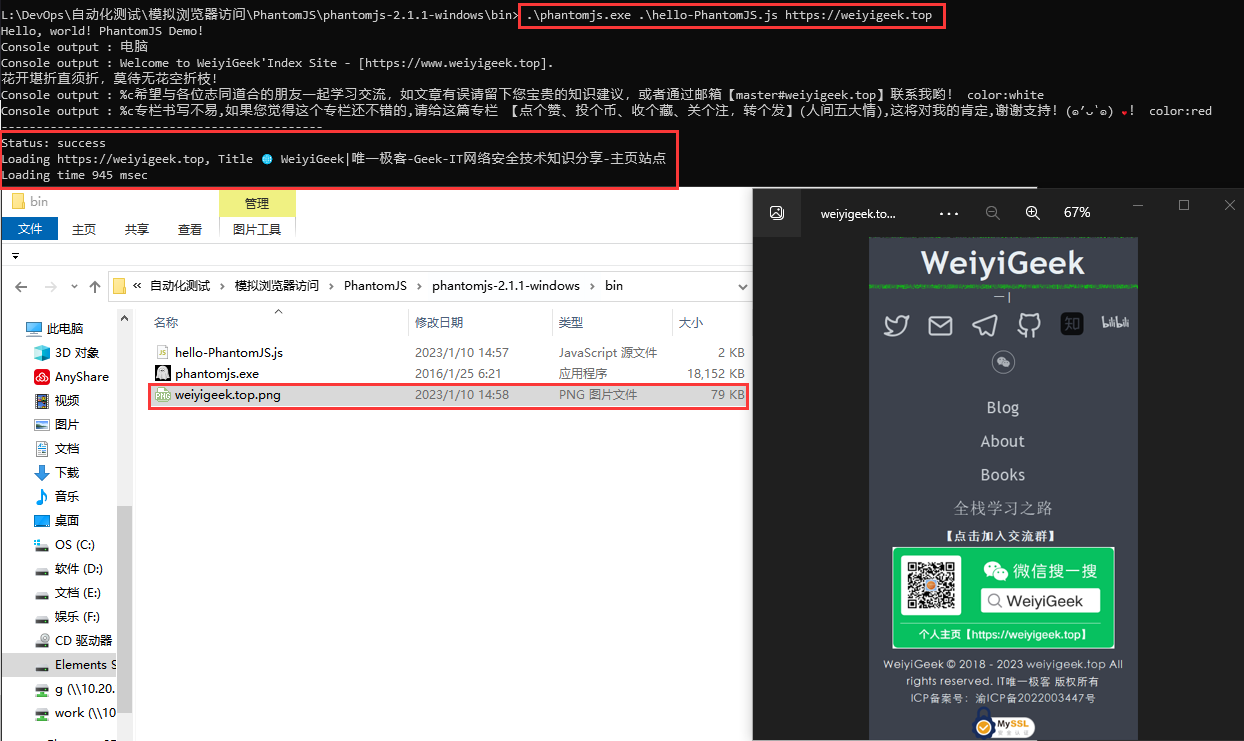 L:\DevOps\自动化测试\模拟浏览器访问\PhantomJS\phantomjs-2.1.1-windows\bin>.\phantomjs.exe .\hello-PhantomJS.js https://weiyigeek.top
Hello, world! PhantomJS Demo!
Console output : 电脑
Console output : Welcome to WeiyiGeek'Index Site - [https://www.weiyigeek.top].
花开堪折直须折，莫待无花空折枝!
Console output : %c希望与各位志同道合的朋友一起学习交流，如文章有误请留下您宝贵的知识建议，或者通过邮箱【master#weiyigeek.top】联系我哟! color:white
Console output : %c专栏书写不易,如果您觉得这个专栏还不错的,请给这篇专栏 【点个赞、投个币、收个藏、关个注，转个发】(人间五大情),这将对我的肯定,谢谢支持! (๑′ᴗ‵๑) ❤! color:red
----------------------------------------------
Status: success
Loading https://weiyigeek.top, Title 🌐 WeiyiGeek|唯一极客-Geek-IT网络安全技术知识分享-主页站点
Loading time 945 msec
bin
管理
文件 主页 共享 查看 图片工具
« 自动化测试 › 模拟浏览器访问 › PhantomJS › phantomjs-2.1.1-windows › bin
此电脑
3D 对象
AnyShare
视频
图片
文档
下载
音乐
桌面
OS (C:)
软件 (D:)
文档 (E:)
娱乐 (F:)
CD 驱动器
Elements S
g (\\10.20.
work (\\10
名称 修改日期 类型 大小
hello-PhantomJS.js 2023/1/10 14:57 JavaScript 源文件 2 KB
phantomjs.exe 2016/1/25 6:21 应用程序 18,152 KB
weiyigeek.top.png 2023/1/10 14:58 PNG 图片文件 79 KB
weiyigeek.to... ... 67%
WeiyiGeek
一|
知 bilibili
Blog
About
Books
全栈学习之路
【点击加入交流群】
微信搜一搜
WeiyiGeek
个人主页【https://weiyigeek.top】
WeiyiGeek © 2018 - 2023 weiyigeek.top All
rights reserved. IT唯一极客 版权所有
ICP备案号：渝ICP备2022003447号
MySSL
安全认证